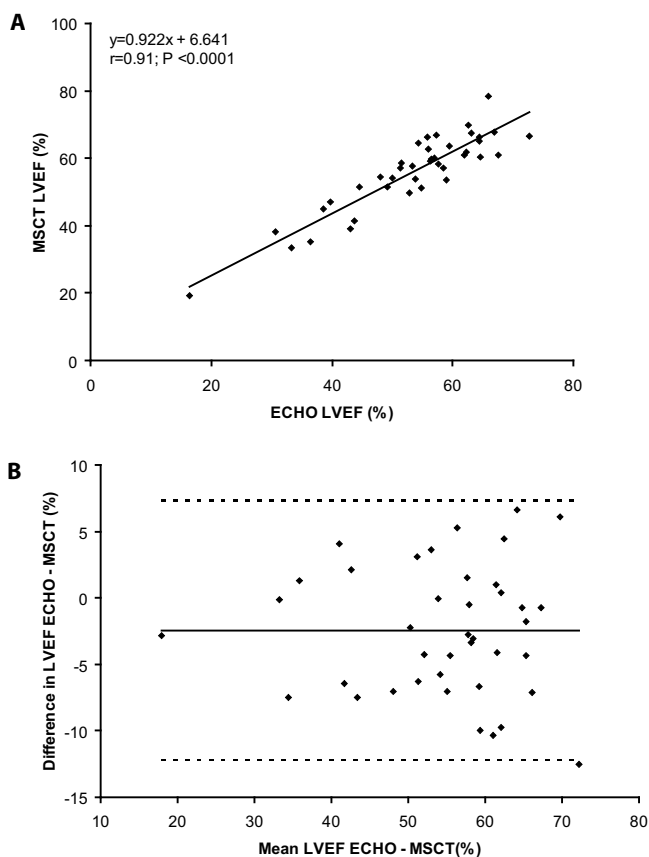 A
y=0.922x + 6.641
r=0.91; P <0.0001
100
80
60
40
20
0
MSCT LVEF (%)
0 20 40 60 80
ECHO LVEF (%)
B
10
5
0
-5
-10
-15
Difference in LVEF ECHO - MSCT (%)
10 20 30 40 50 60 70 80
Mean LVEF ECHO - MSCT(%)